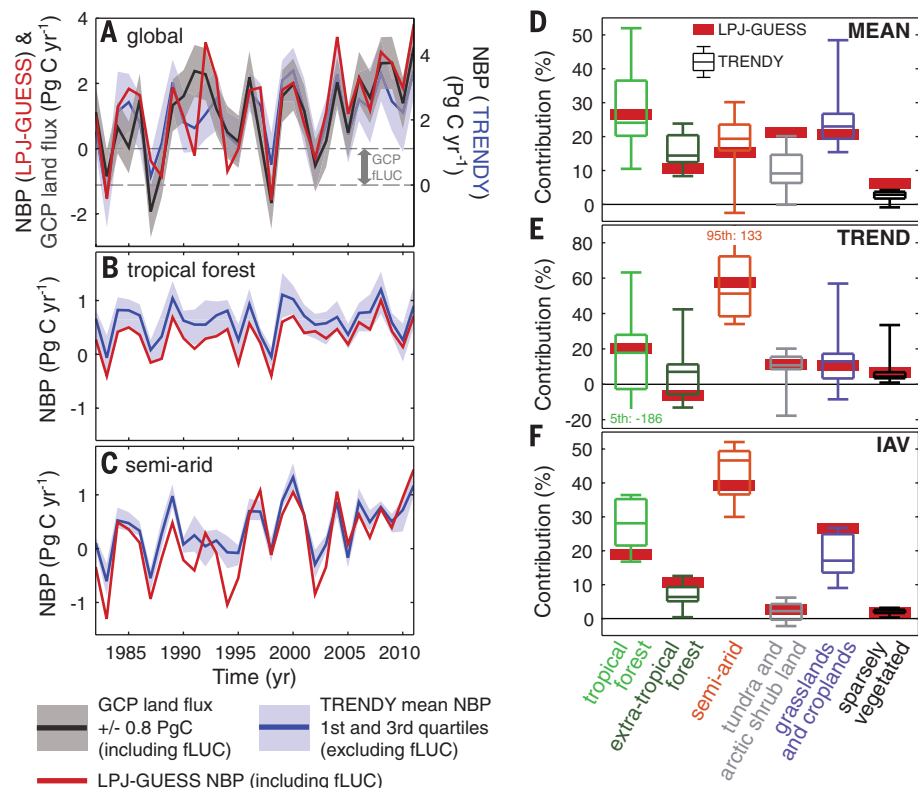 A global
NBP (LPJ-GUESS) &
GCP land flux (Pg C yr⁻¹)
4
2
0
-2
NBP (TRENDY)
(Pg C yr⁻¹)
4
2
0
GCP
fLUC
B tropical forest
NBP (Pg C yr⁻¹)
1
0
-1
C semi-arid
NBP (Pg C yr⁻¹)
1
0
-1
1985 1990 1995 2000 2005 2010
Time (yr)
GCP land flux
+/- 0.8 PgC
(including fLUC)
TRENDY mean NBP
1st and 3rd quartiles
(excluding fLUC)
LPJ-GUESS NBP (including fLUC)
D MEAN
LPJ-GUESS
TRENDY
Contribution (%)
50
40
30
20
10
0
E TREND
95th: 133
Contribution (%)
80
60
40
20
0
-20
5th: -186
F IAV
Contribution (%)
50
40
30
20
10
0
tropical
forest
extra-tropical
forest
semi-arid
tundra and
arctic shrub land
grasslands
and croplands
sparsely
vegetated